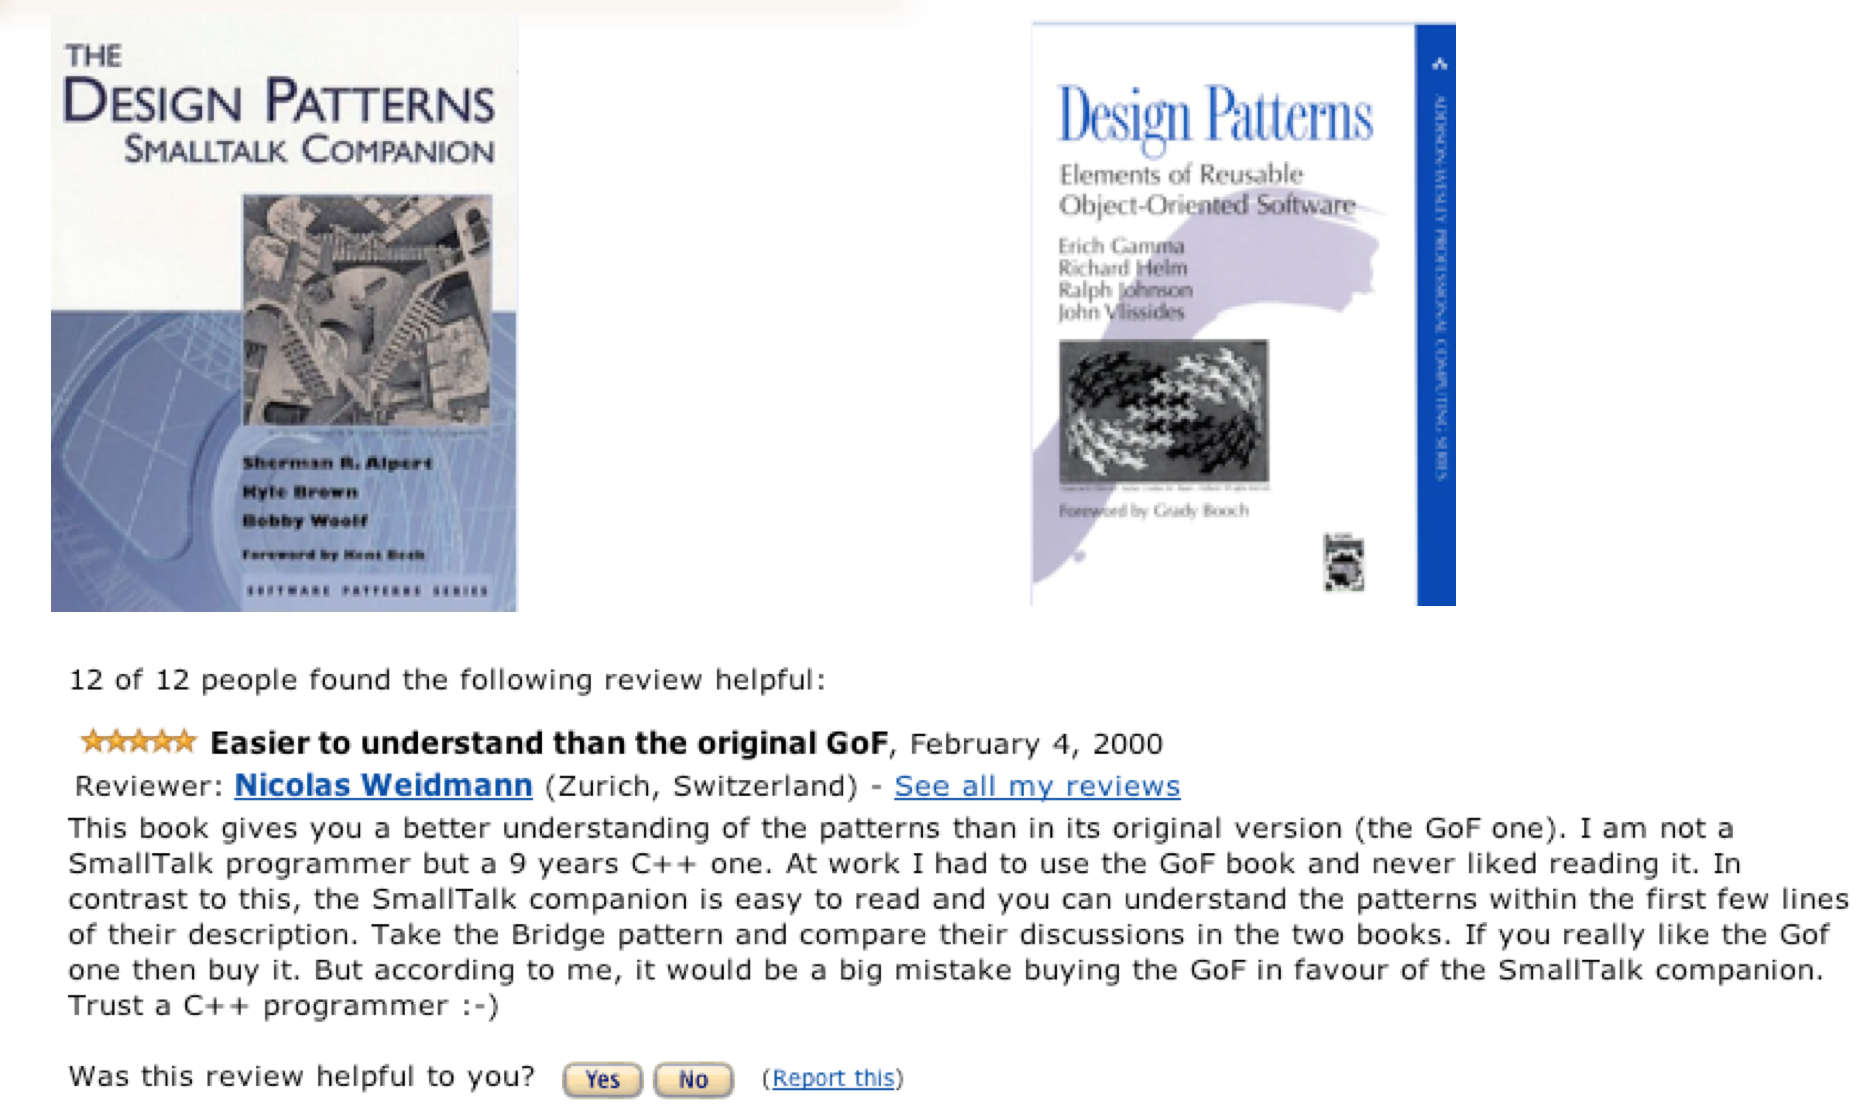 THE
DESIGN PATTERNS
SMALLTALK COMPANION
Sherman R. Alpert
Kyle Brown
Bobby Woolf
Foreword by Kent Beck
SOFTWARE PATTERNS SERIES
Design Patterns
Elements of Reusable
Object-Oriented Software
Erich Gamma
Richard Helm
Ralph Johnson
John Vlissides
Foreword by Grady Booch
ADDISON-WESLEY PROFESSIONAL COMPUTING SERIES
12 of 12 people found the following review helpful:
Easier to understand than the original GoF, February 4, 2000
Reviewer: Nicolas Weidmann (Zurich, Switzerland) - See all my reviews
This book gives you a better understanding of the patterns than in its original version (the GoF one). I am not a
SmallTalk programmer but a 9 years C++ one. At work I had to use the GoF book and never liked reading it. In
contrast to this, the SmallTalk companion is easy to read and you can understand the patterns within the first few lines
of their description. Take the Bridge pattern and compare their discussions in the two books. If you really like the Gof
one then buy it. But according to me, it would be a big mistake buying the GoF in favour of the SmallTalk companion.
Trust a C++ programmer :-)
Was this review helpful to you? Yes No (Report this)